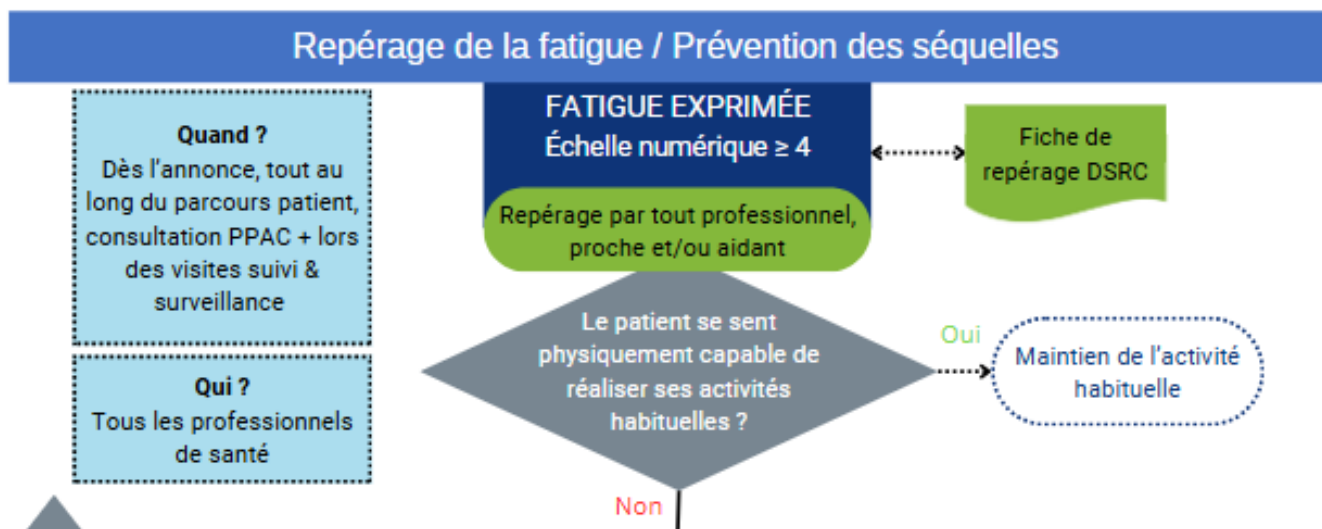 Repérage de la fatigue / Prévention des séquelles
Quand ?
Dès l'annonce, tout au
long du parcours patient,
consultation PPAC + lors
des visites suivi &
surveillance
Qui ?
Tous les professionnels
de santé
FATIGUE EXPRIMÉE
Échelle numérique ≥ 4
Repérage par tout professionnel,
proche et/ou aidant
Fiche de
repérage DSRC
Le patient se sent
physiquement capable de
réaliser ses activités
habituelles ?
Oui
Maintien de l'activité
habituelle
Non